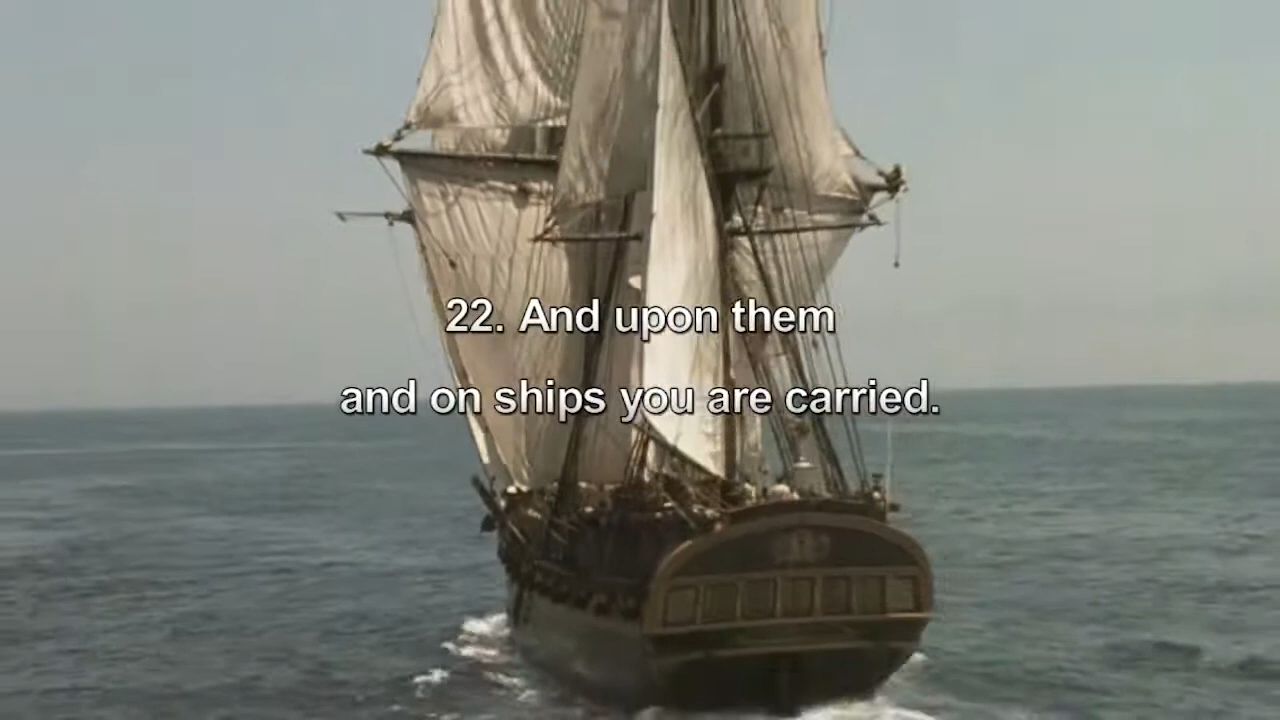 22. And upon them
and on ships you are carried.